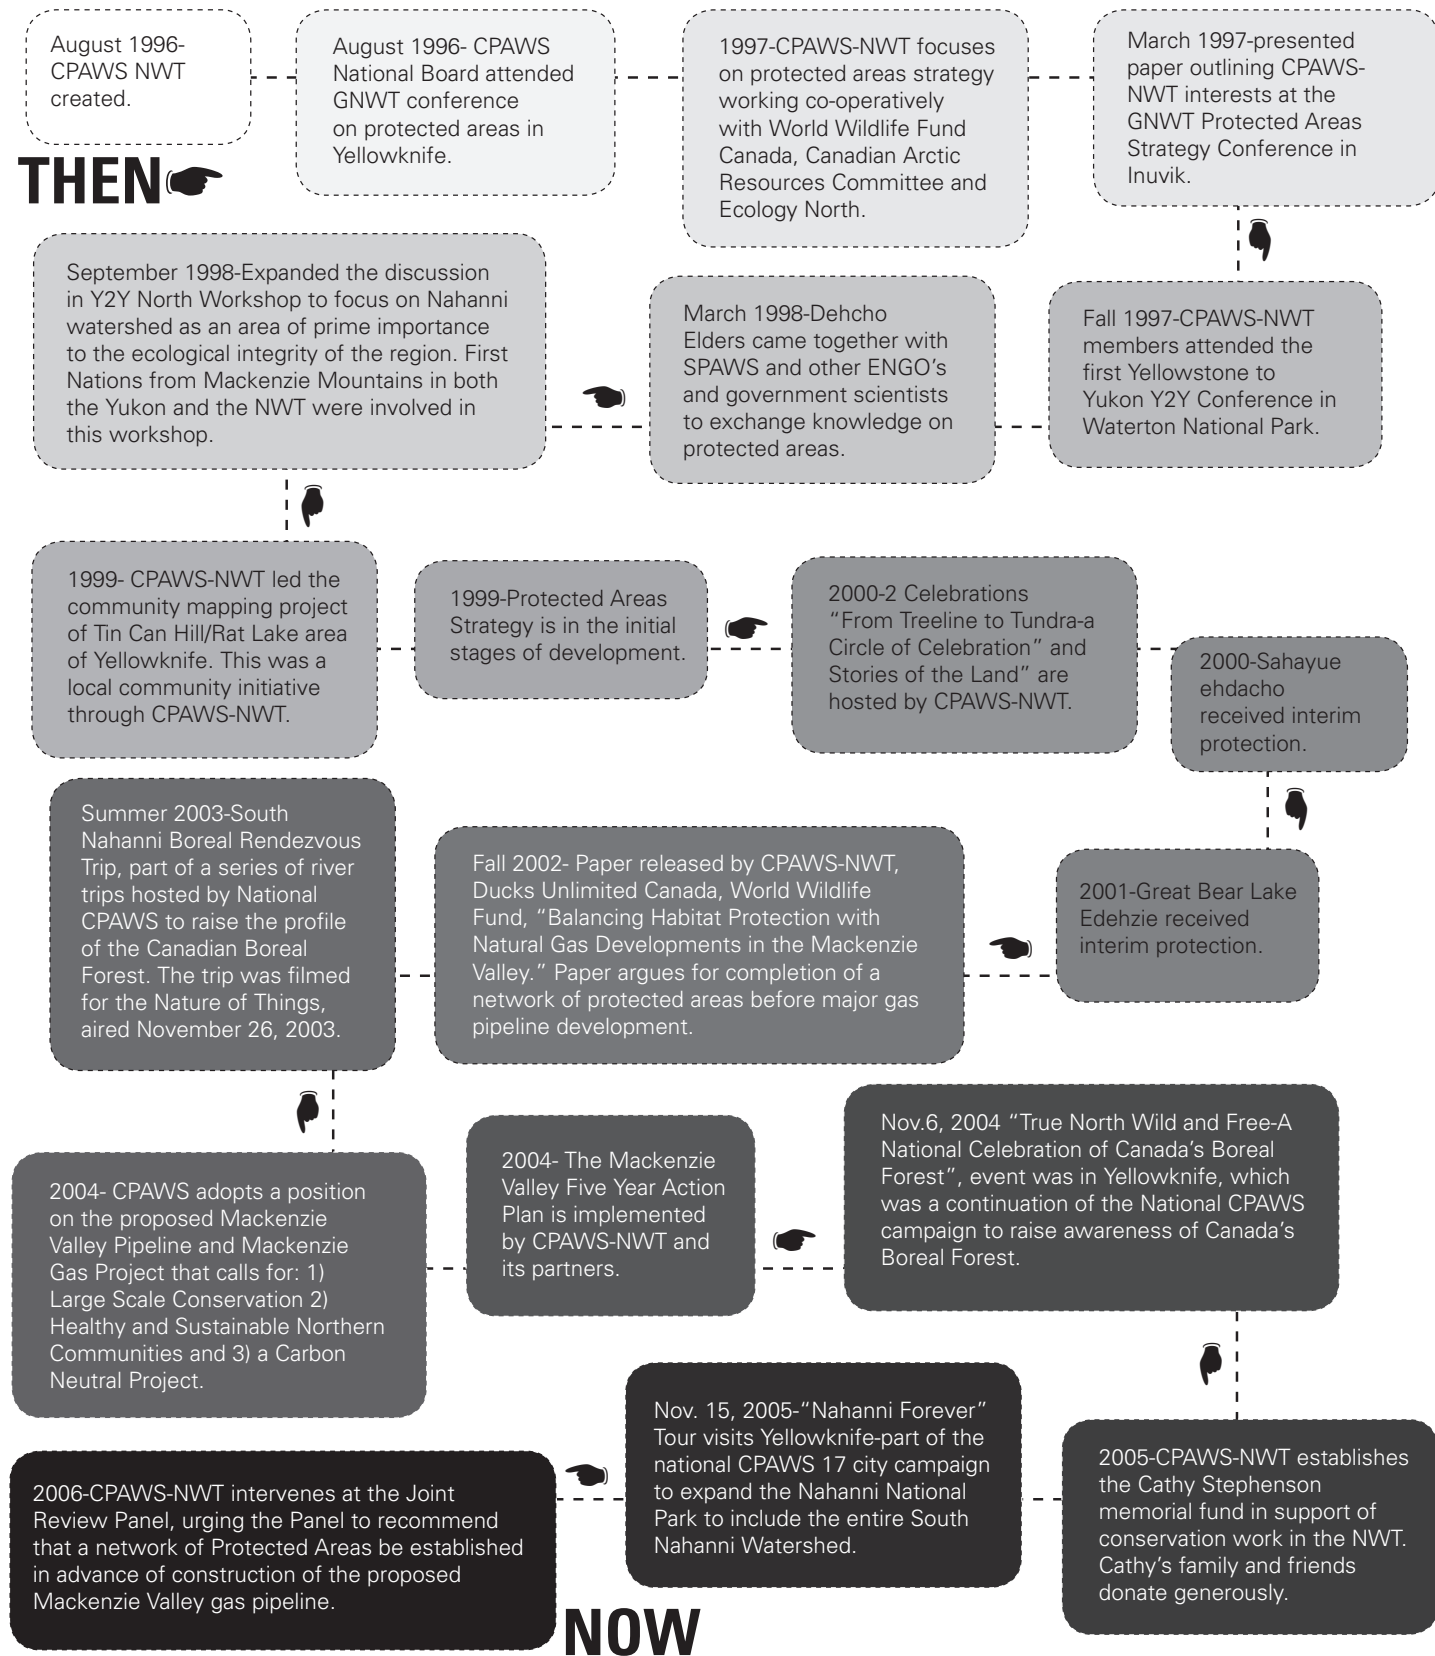 August 1996-
CPAWS NWT
created.
THEN
August 1996- CPAWS
National Board attended
GNWT conference
on protected areas in
Yellowknife.
1997-CPAWS-NWT focuses
on protected areas strategy
working co-operatively
with World Wildlife Fund
Canada, Canadian Arctic
Resources Committee and
Ecology North.
March 1997-presented
paper outlining CPAWS-
NWT interests at the
GNWT Protected Areas
Strategy Conference in
Inuvik.
Fall 1997-CPAWS-NWT
members attended the
first Yellowstone to
Yukon Y2Y Conference in
Waterton National Park.
March 1998-Dehcho
Elders came together with
SPAWS and other ENGO’s
and government scientists
to exchange knowledge on
protected areas.
September 1998-Expanded the discussion
in Y2Y North Workshop to focus on Nahanni
watershed as an area of prime importance
to the ecological integrity of the region. First
Nations from Mackenzie Mountains in both
the Yukon and the NWT were involved in
this workshop.
1999- CPAWS-NWT led the
community mapping project
of Tin Can Hill/Rat Lake area
of Yellowknife. This was a
local community initiative
through CPAWS-NWT.
1999-Protected Areas
Strategy is in the initial
stages of development.
2000-2 Celebrations
“From Treeline to Tundra-a
Circle of Celebration” and
Stories of the Land” are
hosted by CPAWS-NWT.
2000-Sahayue
ehdacho
received interim
protection.
2001-Great Bear Lake
Edehzie received
interim protection.
Fall 2002- Paper released by CPAWS-NWT,
Ducks Unlimited Canada, World Wildlife
Fund, “Balancing Habitat Protection with
Natural Gas Developments in the Mackenzie
Valley.” Paper argues for completion of a
network of protected areas before major gas
pipeline development.
Summer 2003-South
Nahanni Boreal Rendezvous
Trip, part of a series of river
trips hosted by National
CPAWS to raise the profile
of the Canadian Boreal
Forest. The trip was filmed
for the Nature of Things,
aired November 26, 2003.
2004- CPAWS adopts a position
on the proposed Mackenzie
Valley Pipeline and Mackenzie
Gas Project that calls for: 1)
Large Scale Conservation 2)
Healthy and Sustainable Northern
Communities and 3) a Carbon
Neutral Project.
2004- The Mackenzie
Valley Five Year Action
Plan is implemented
by CPAWS-NWT and
its partners.
Nov.6, 2004 “True North Wild and Free-A
National Celebration of Canada’s Boreal
Forest”, event was in Yellowknife, which
was a continuation of the National CPAWS
campaign to raise awareness of Canada’s
Boreal Forest.
2005-CPAWS-NWT establishes
the Cathy Stephenson
memorial fund in support of
conservation work in the NWT.
Cathy’s family and friends
donate generously.
Nov. 15, 2005-“Nahanni Forever”
Tour visits Yellowknife-part of the
national CPAWS 17 city campaign
to expand the Nahanni National
Park to include the entire South
Nahanni Watershed.
2006-CPAWS-NWT intervenes at the Joint
Review Panel, urging the Panel to recommend
that a network of Protected Areas be established
in advance of construction of the proposed
Mackenzie Valley gas pipeline.
NOW